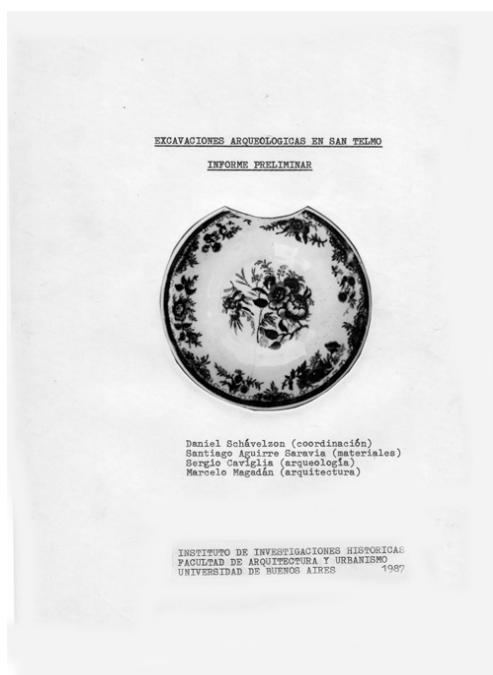 EXCAVACIONES ARQUEOLOGICAS EN SAN TELMO
INFORME PRELIMINAR
Daniel Schávelzon (coordinación)
Santiago Aguirre Saravia (materiales)
Sergio Caviglia (arqueología)
Marcelo Magadán (arquitectura)
INSTITUTO DE INVESTIGACIONES HISTORICAS
FACULTAD DE ARQUITECTURA Y URBANISMO
UNIVERSIDAD DE BUENOS AIRES 1987